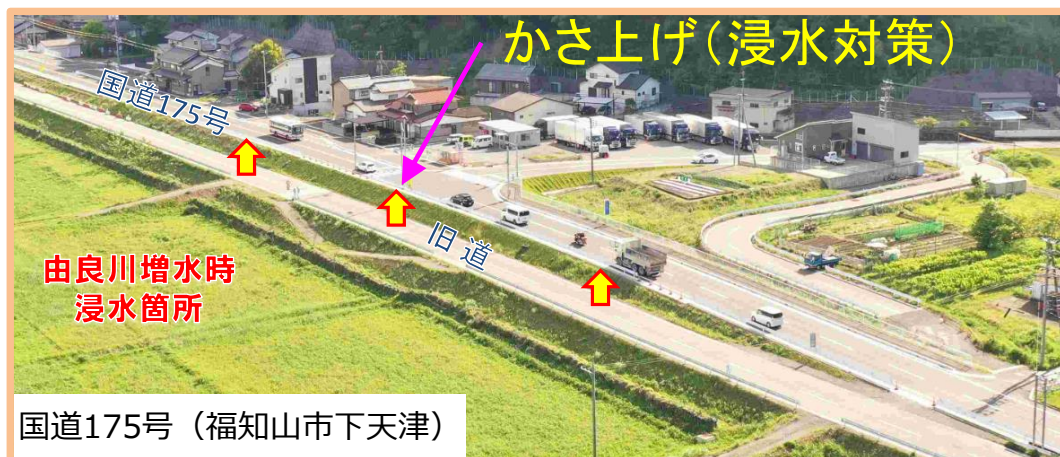 かさ上げ（浸水対策）
国道175号
旧道
由良川増水時
浸水箇所
国道175号（福知山市下天津）